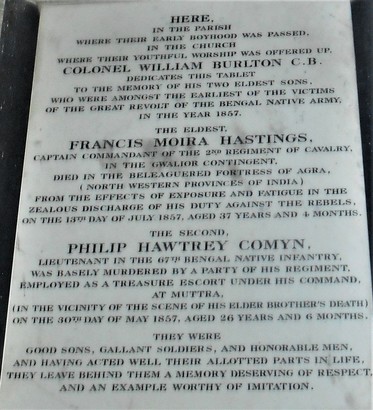 HERE,
IN THE PARISH
WHERE THEIR EARLY BOYHOOD WAS PASSED,
IN THE CHURCH
WHERE THEIR YOUTHFUL WORSHIP WAS OFFERED UP,
COLONEL WILLIAM BURLTON C.B.
DEDICATES THIS TABLET
TO THE MEMORY OF HIS TWO ELDEST SONS,
WHO WERE AMONGST THE EARLIEST OF THE VICTIMS
OF THE GREAT REVOLT OF THE BENGAL NATIVE ARMY,
IN THE YEAR 1857.
THE ELDEST,
FRANCIS MOIRA HASTINGS,
CAPTAIN COMMANDANT OF THE 2ND REGIMENT OF CAVALRY,
IN THE GWALIOR CONTINGENT,
DIED IN THE BELEAGUERED FORTRESS OF AGRA,
(NORTH WESTERN PROVINCES OF INDIA)
FROM THE EFFECTS OF EXPOSURE AND FATIGUE IN THE
ZEALOUS DISCHARGE OF HIS DUTY AGAINST THE REBELS,
ON THE 13TH DAY OF JULY 1857, AGED 37 YEARS AND 4 MONTHS.
THE SECOND,
PHILIP HAWTREY COMYN,
LIEUTENANT IN THE 67TH BENGAL NATIVE INFANTRY,
WAS BASELY MURDERED BY A PARTY OF HIS REGIMENT,
EMPLOYED AS A TREASURE ESCORT UNDER HIS COMMAND,
AT MUTTRA,
(IN THE VICINITY OF THE SCENE OF HIS ELDER BROTHER'S DEATH)
ON THE 30TH DAY OF MAY 1857, AGED 26 YEARS AND 6 MONTHS.
THEY WERE
GOOD SONS, GALLANT SOLDIERS, AND HONORABLE MEN,
AND HAVING ACTED WELL THEIR ALLOTTED PARTS IN LIFE,
THEY LEAVE BEHIND THEM A MEMORY DESERVING OF RESPECT,
AND AN EXAMPLE WORTHY OF IMITATION.